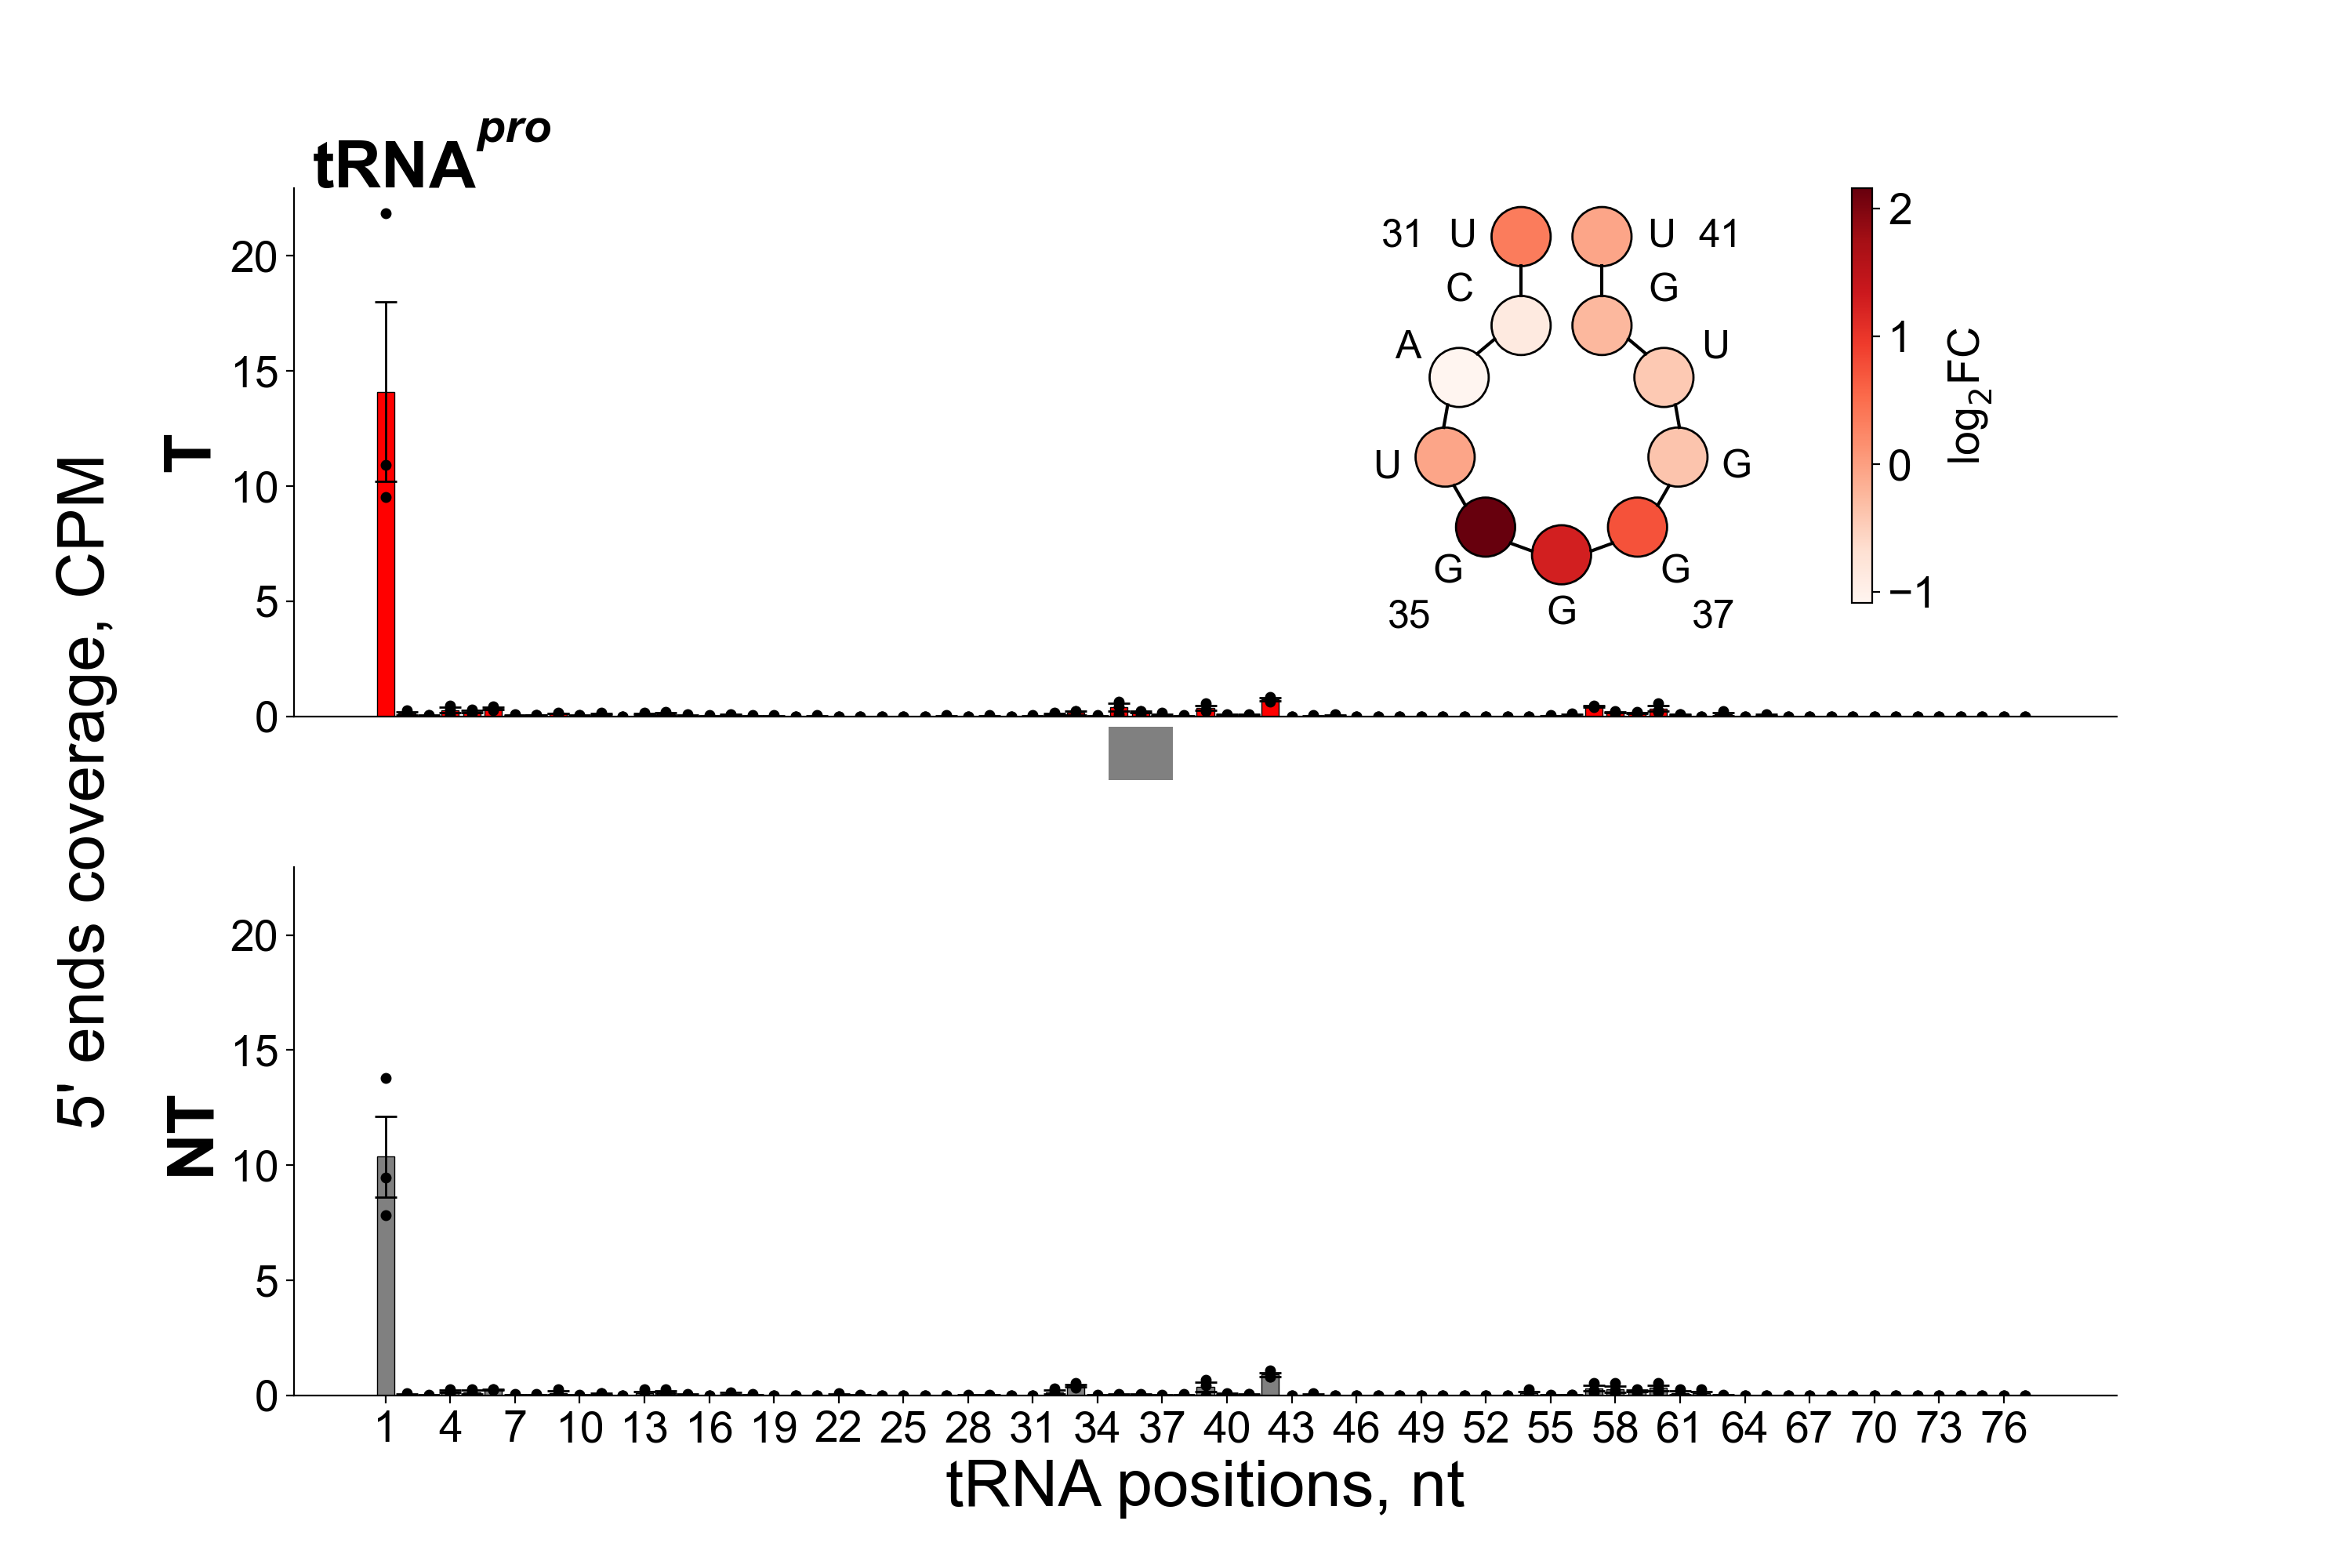 tRNA^pro
5' ends coverage, CPM
T
20
15
10
5
0
31 U U 41
C G
A U
U G
G G
35 G 37
2
1
0
−1
log₂FC
NT
20
15
10
5
0
1 4 7 10 13 16 19 22 25 28 31 34 37 40 43 46 49 52 55 58 61 64 67 70 73 76
tRNA positions, nt